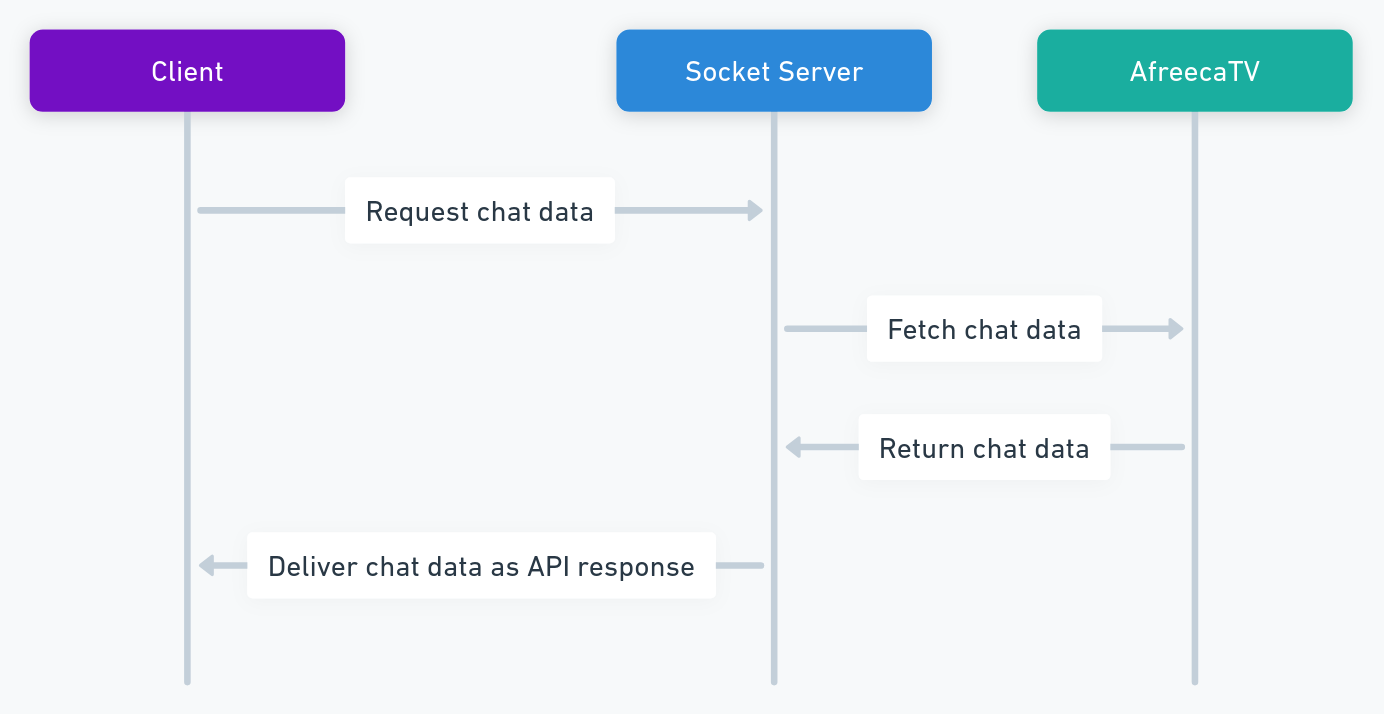 Client
Socket Server
AfreecaTV
Request chat data
Fetch chat data
Return chat data
Deliver chat data as API response